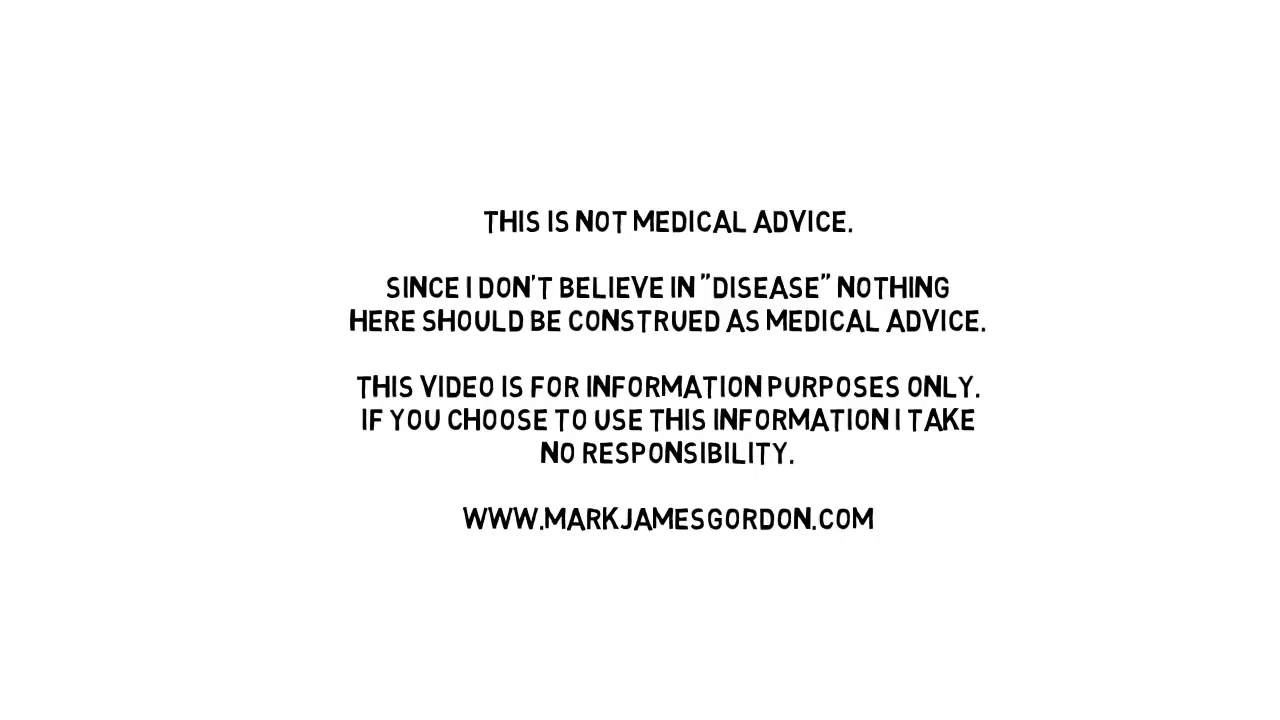 THIS IS NOT MEDICAL ADVICE.
SINCE I DON'T BELIEVE IN "DISEASE" NOTHING
HERE SHOULD BE CONSTRUED AS MEDICAL ADVICE.
THIS VIDEO IS FOR INFORMATION PURPOSES ONLY.
IF YOU CHOOSE TO USE THIS INFORMATION I TAKE
NO RESPONSIBILITY.
WWW.MARKJAMESGORDON.COM